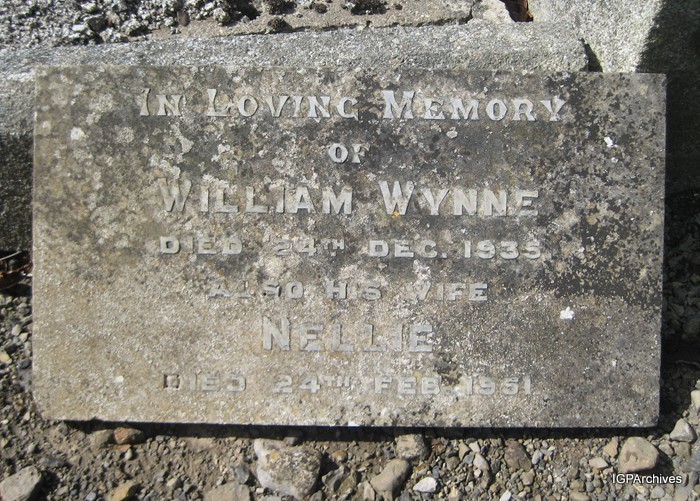 IN LOVING MEMORY
OF
WILLIAM WYNNE
DIED 24TH DEC. 1935
ALSO HIS WIFE
NELLIE
DIED 24TH FEB. 1951
IGPArchives